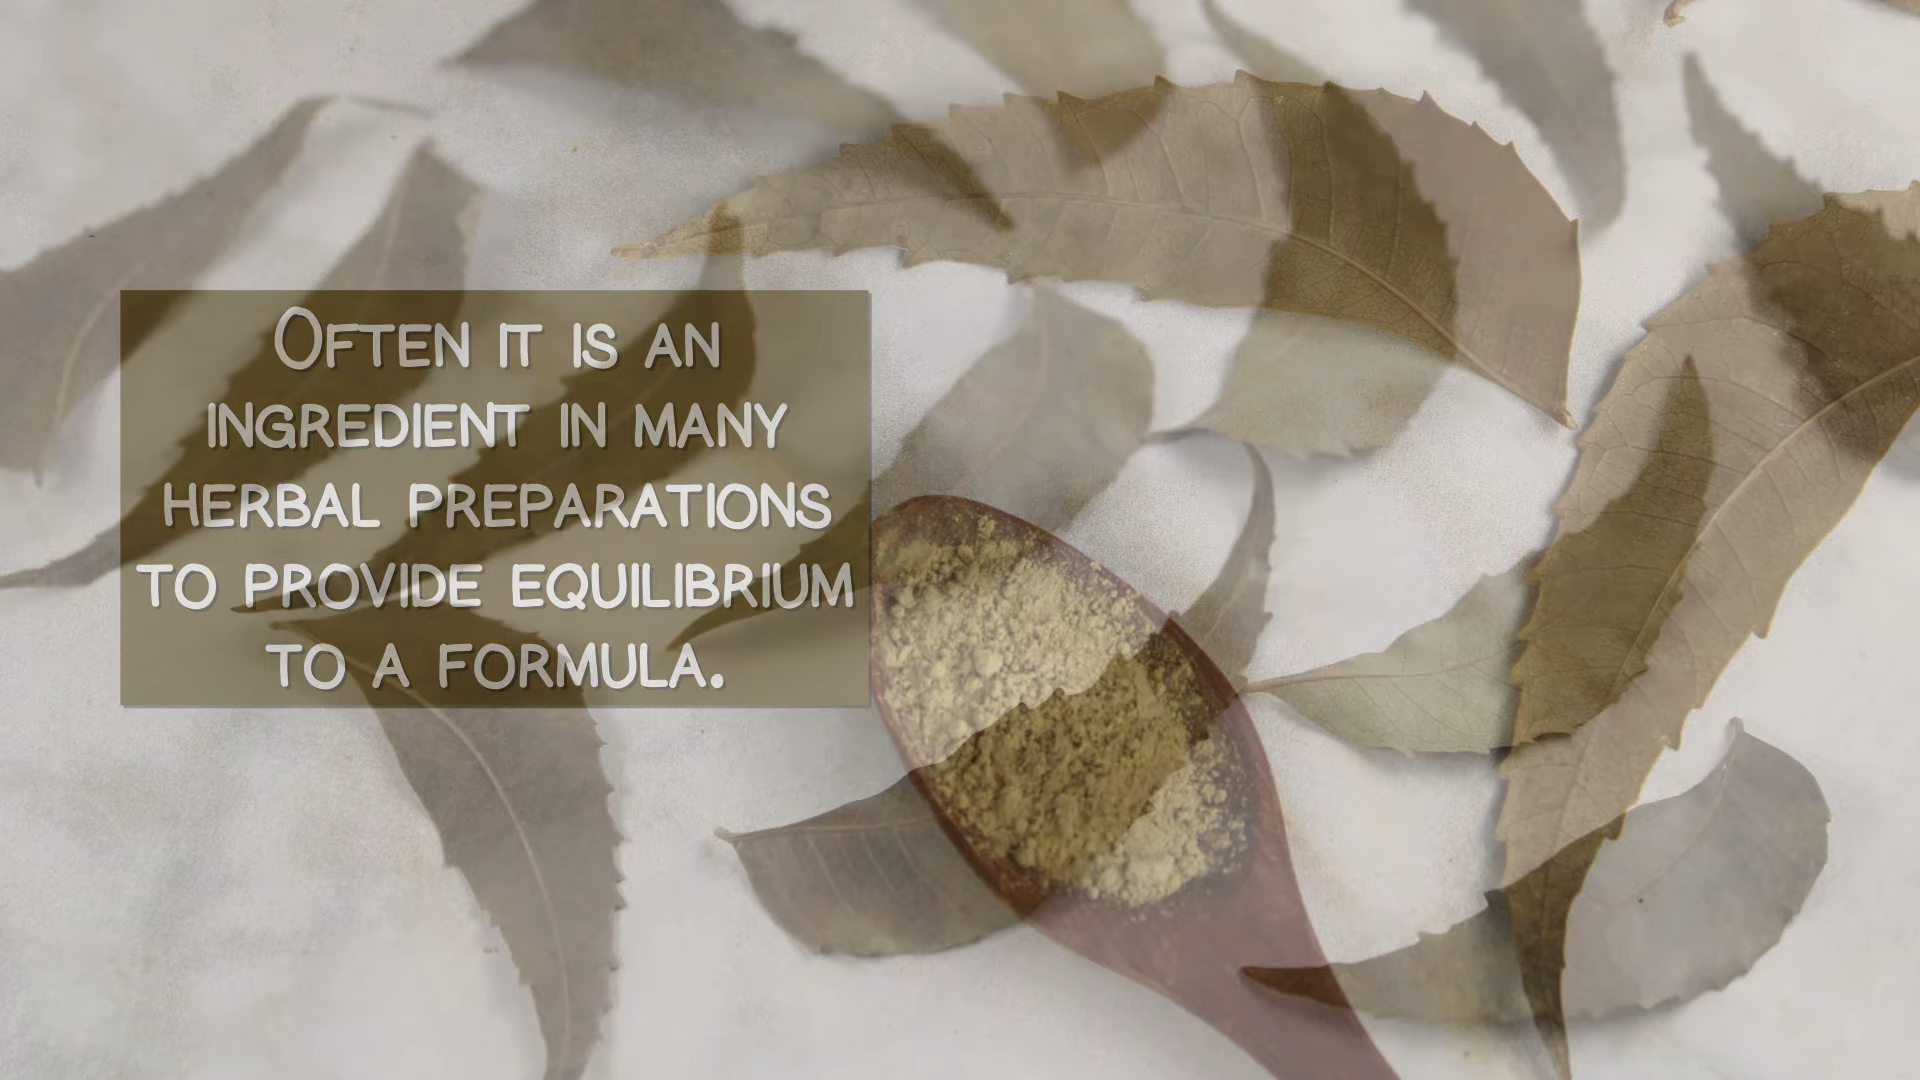 Often it is an
ingredient in many
herbal preparations
to provide equilibrium
to a formula.